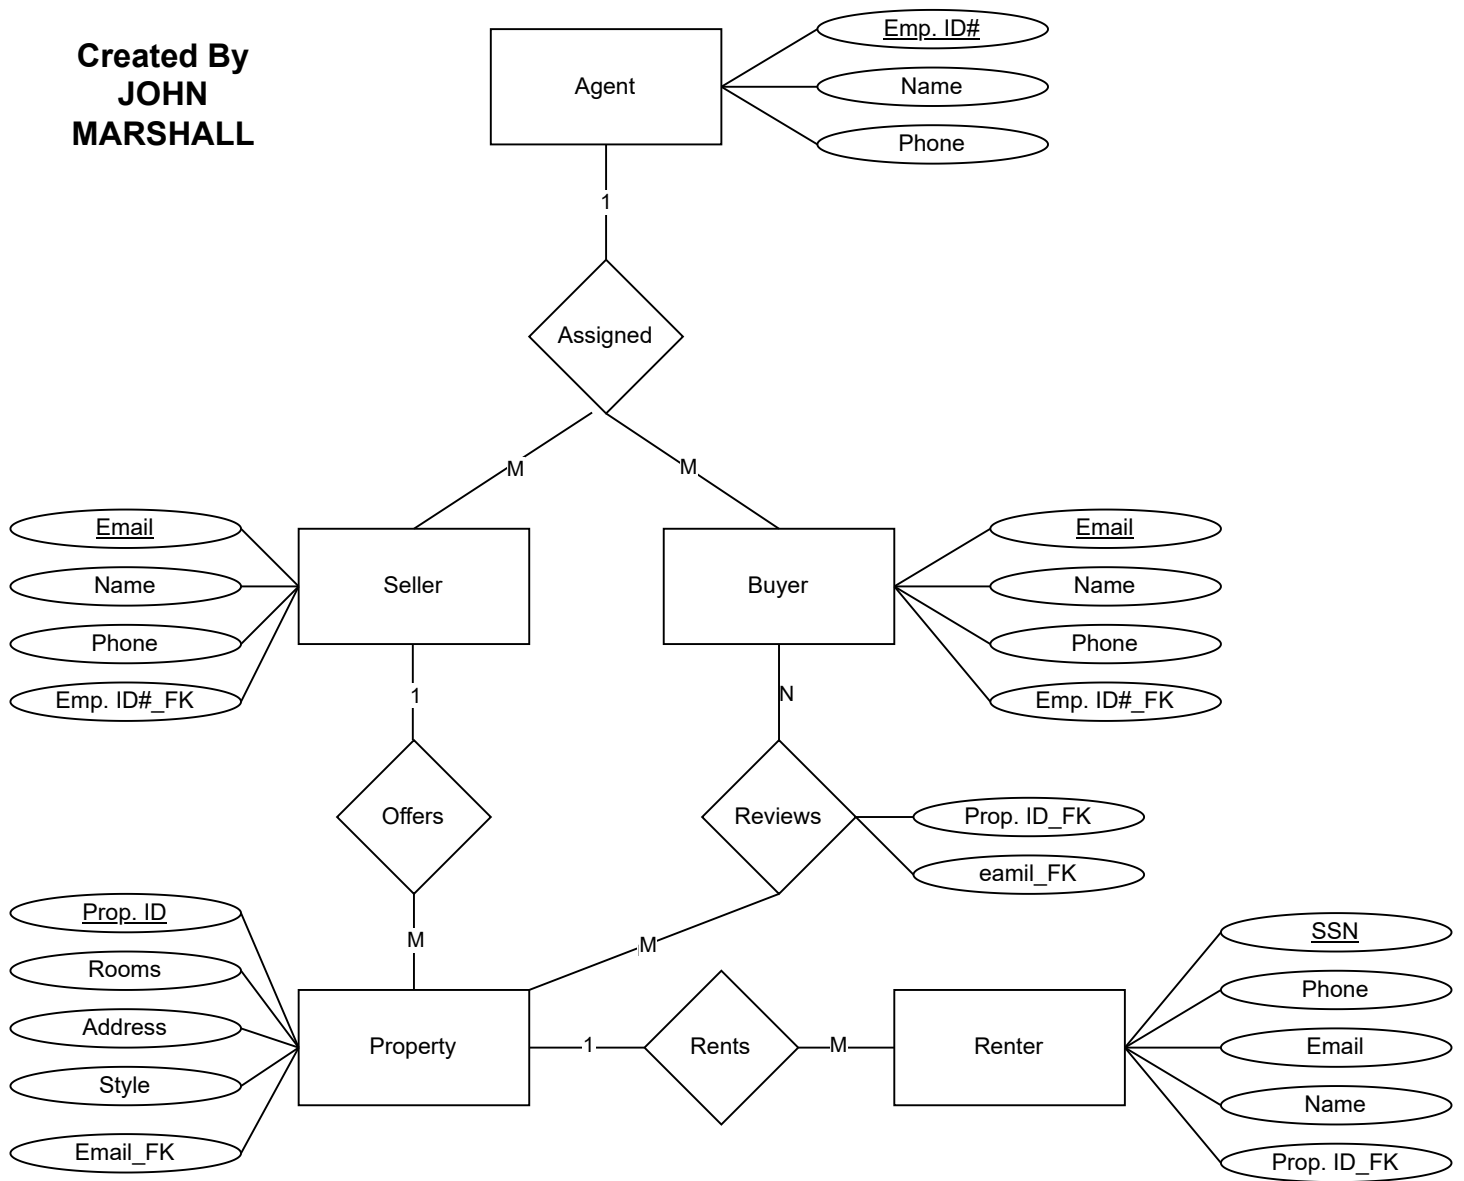 Created By
JOHN
MARSHALL
Agent
Emp. ID#
Name
Phone
1
Assigned
M
M
Email
Name
Phone
Emp. ID#_FK
Seller
Buyer
Email
Name
Phone
Emp. ID#_FK
1
N
Offers
Reviews
Prop. ID_FK
eamil_FK
M
M
Prop. ID
Rooms
Address
Style
Email_FK
Property
1
Rents
M
Renter
SSN
Phone
Email
Name
Prop. ID_FK